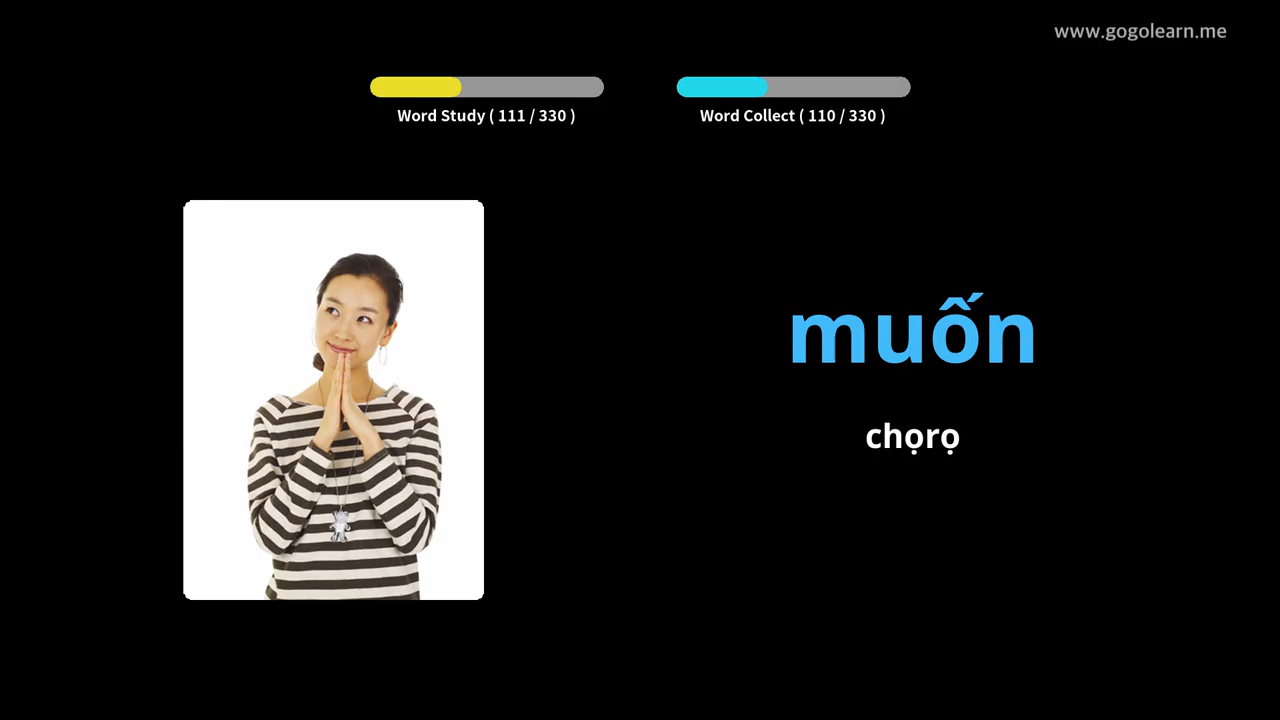 www.gogolearn.me
Word Study ( 111 / 330 )
Word Collect ( 110 / 330 )
muốn
chọrọ